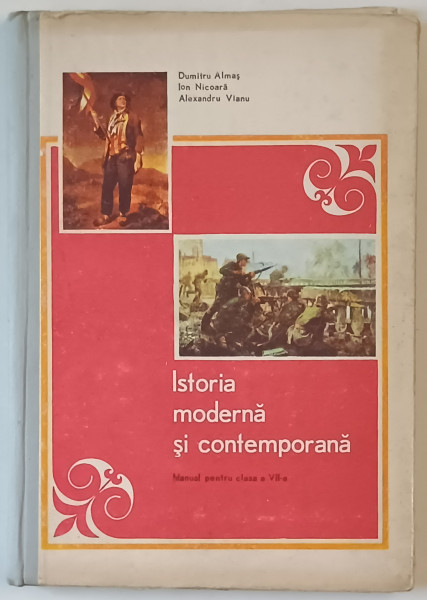 Dumitru Almaş
Ion Nicoară
Alexandru Vianu
Istoria
modernă
şi contemporană
Manual pentru clasa a VII-a